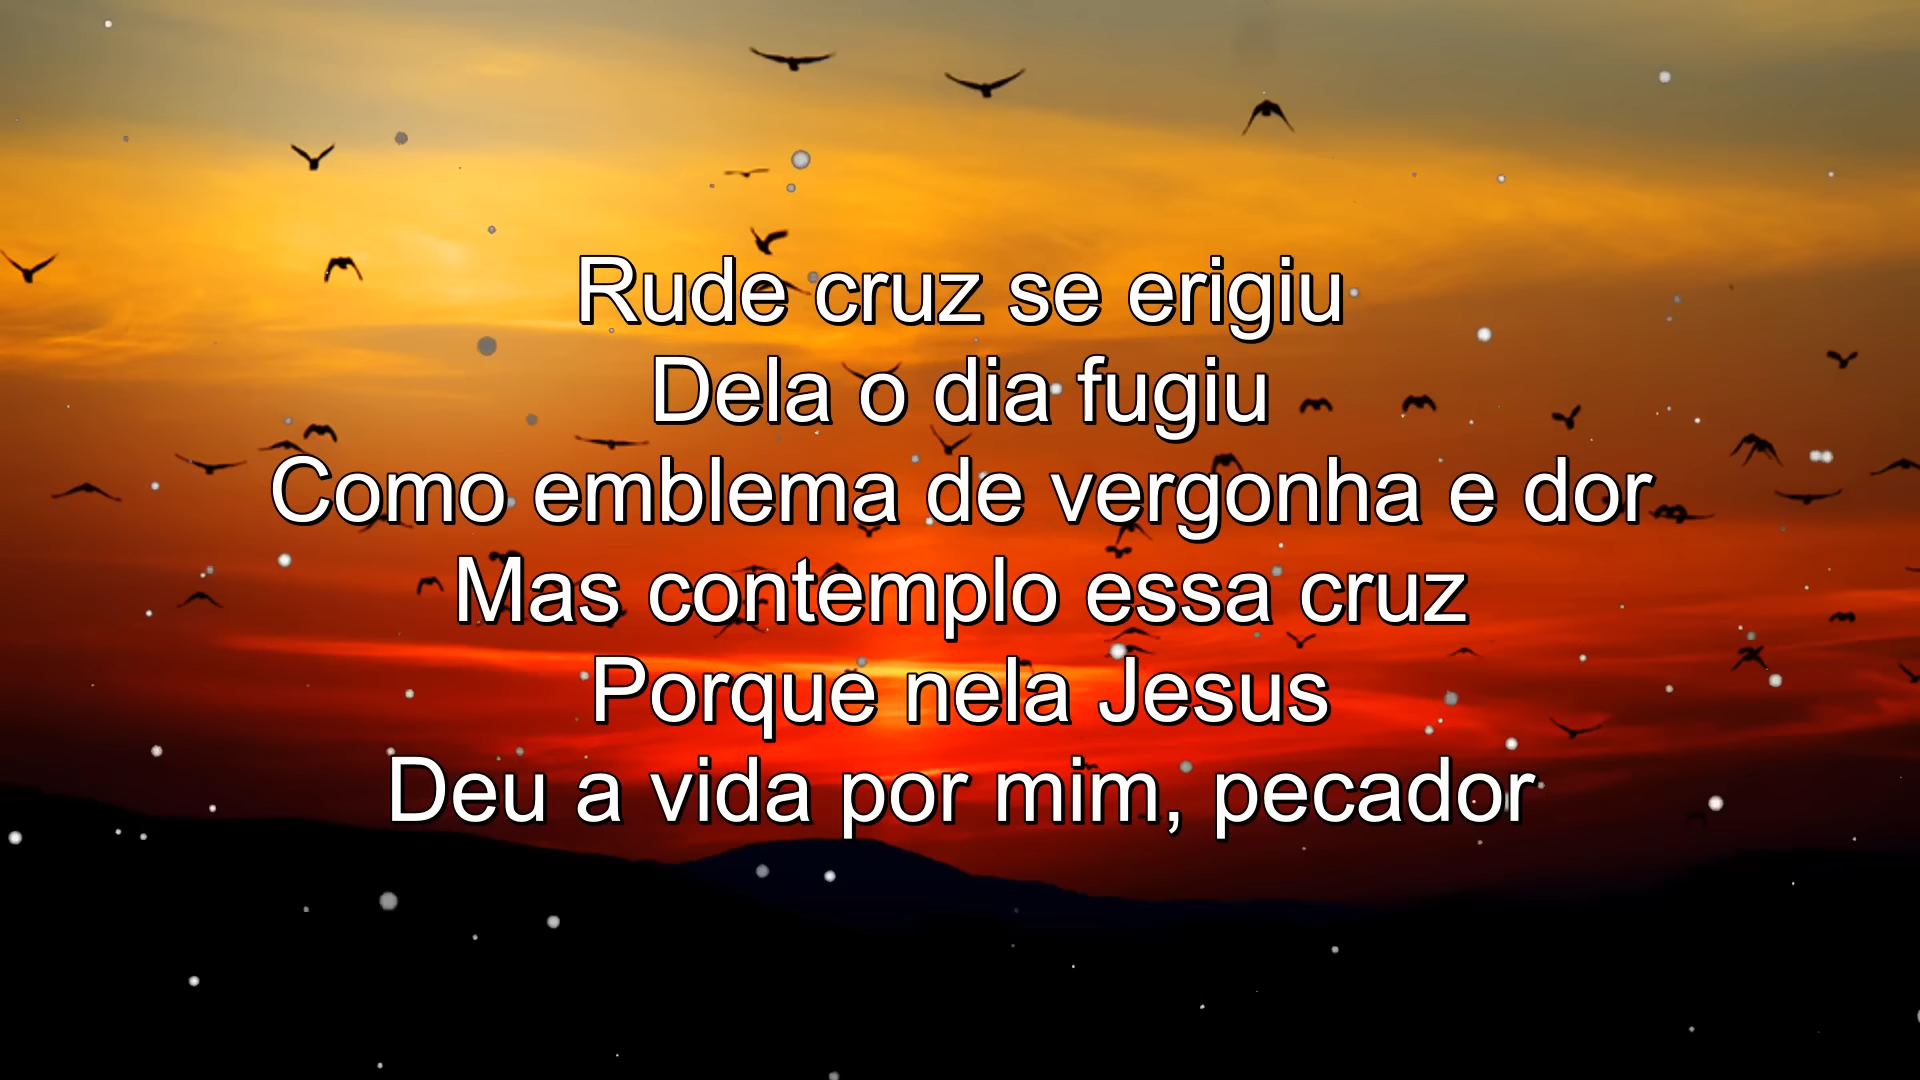 Rude cruz se erigiu
Dela o dia fugiu
Como emblema de vergonha e dor
Mas contemplo essa cruz
Porque nela Jesus
Deu a vida por mim, pecador